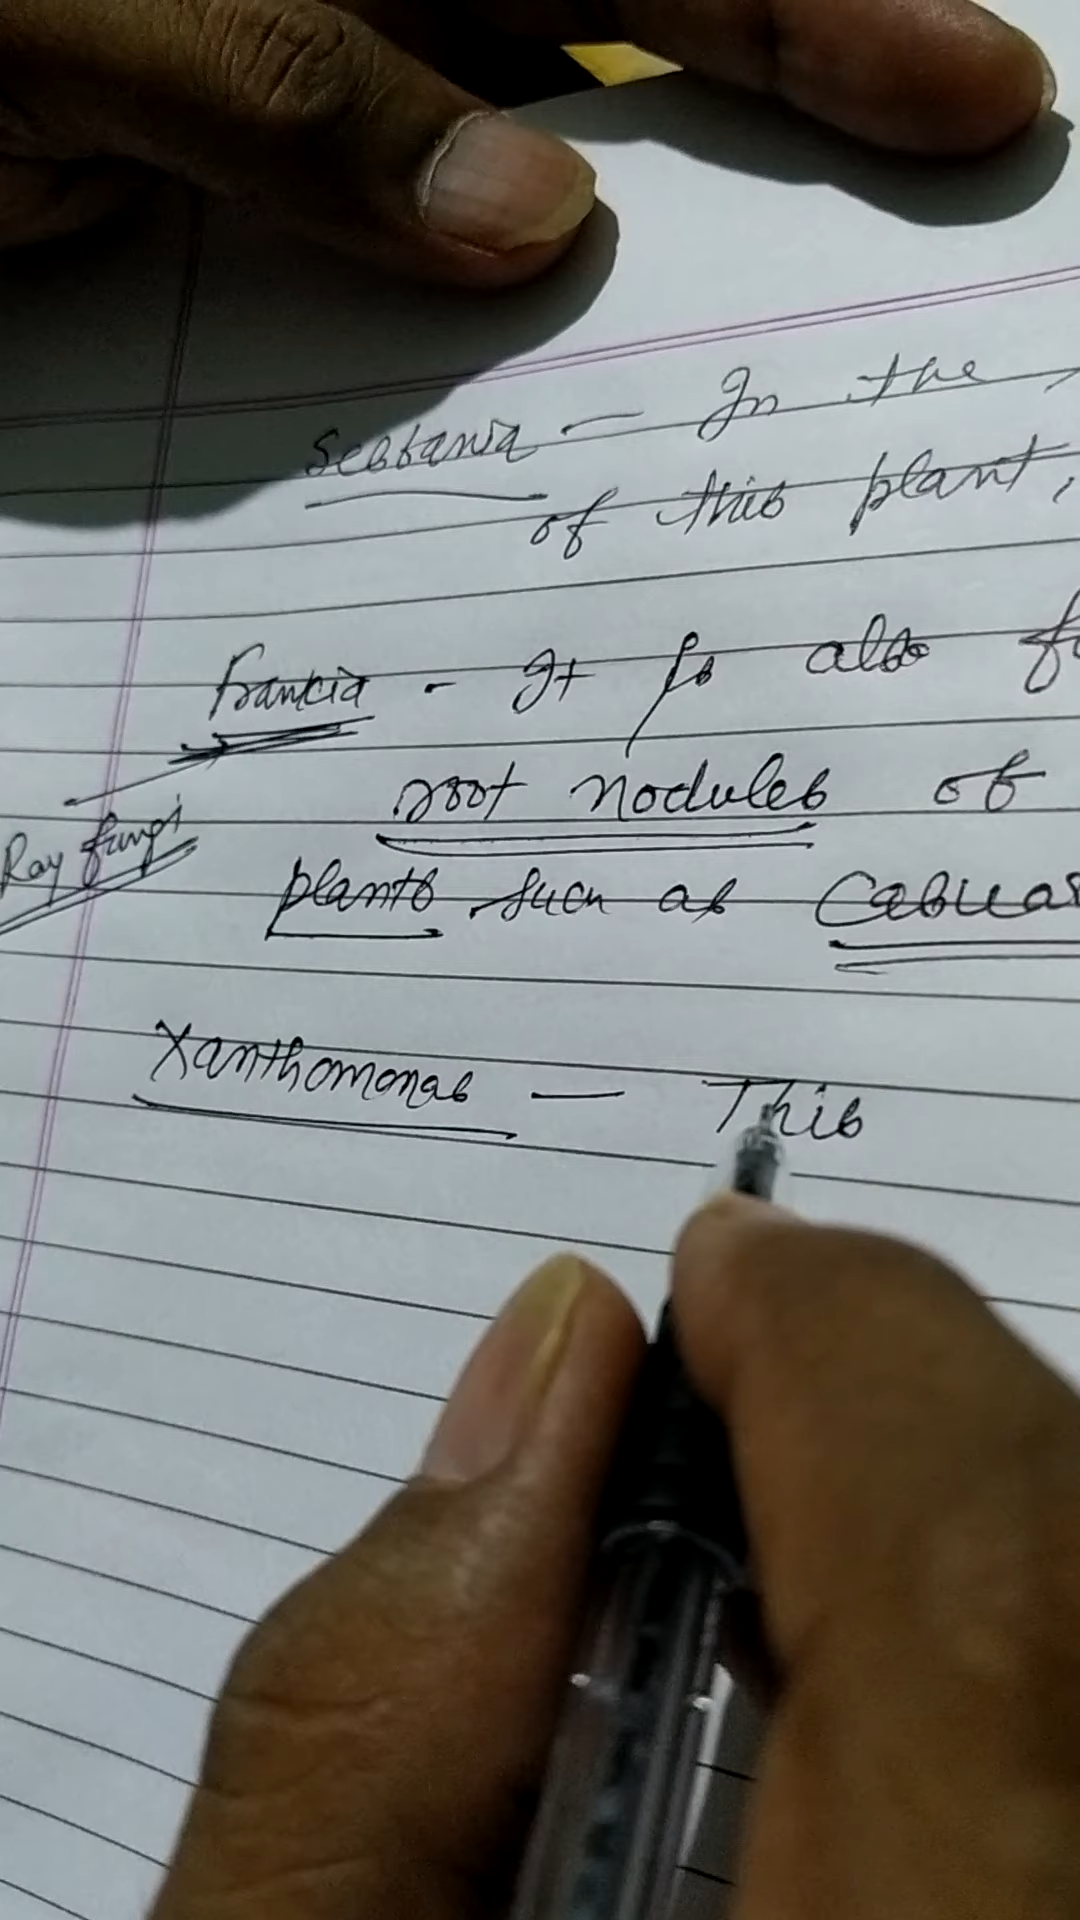 Sesbania — In the
of this plant,
Francia - It is also
root nodules of
Ray fungi
plants such as Casuar
Xanthomonas — This